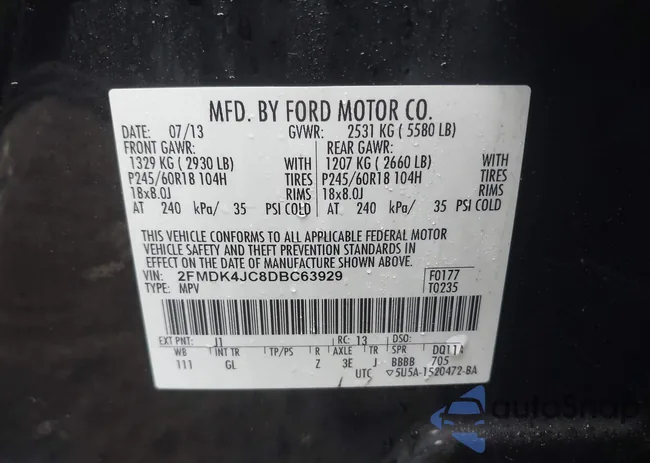 MFD. BY FORD MOTOR CO.
DATE: 07/13 GVWR: 2531 KG ( 5580 LB)
FRONT GAWR: REAR GAWR:
1329 KG ( 2930 LB) WITH 1207 KG ( 2660 LB) WITH
P245/60R18 104H TIRES P245/60R18 104H TIRES
18x8.0J RIMS 18x8.0J RIMS
AT 240 kPa/ 35 PSI COLD AT 240 kPa/ 35 PSI COLD
THIS VEHICLE CONFORMS TO ALL APPLICABLE FEDERAL MOTOR
VEHICLE SAFETY AND THEFT PREVENTION STANDARDS IN
EFFECT ON THE DATE OF MANUFACTURE SHOWN ABOVE.
VIN: 2FMDK4JC8DBC63929 F0177
TYPE: MPV T0235
EXT PNT: J1 RC: 13 DSO:
WB INT TR TP/PS R AXLE TR SPR DQ11A
111 GL Z 3E J BBBB 705
UTC ▽5U5A-1520472-BA
autoSnap